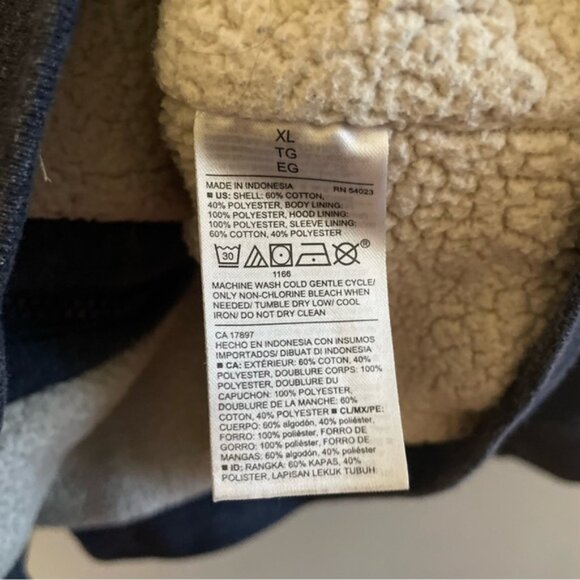 XL
TG
EG
MADE IN INDONESIA RN 54023
■ US: SHELL: 60% COTTON,
40% POLYESTER, BODY LINING:
100% POLYESTER, HOOD LINING:
100% POLYESTER, SLEEVE LINING:
60% COTTON, 40% POLYESTER
30 ®
1166
MACHINE WASH COLD GENTLE CYCLE/
ONLY NON-CHLORINE BLEACH WHEN
NEEDED/ TUMBLE DRY LOW/ COOL
IRON/ DO NOT DRY CLEAN
CA 17897
HECHO EN INDONESIA CON INSUMOS
IMPORTADOS/ DIBUAT DI INDONESIA
■ CA: EXTÉRIEUR: 60% COTON, 40%
POLYESTER, DOUBLURE CORPS: 100%
POLYESTER, DOUBLURE DU
CAPUCHON: 100% POLYESTER,
DOUBLURE DE LA MANCHE: 60%
COTON, 40% POLYESTER ■ CL/MX/PE:
CUERPO: 60% algodón, 40% poliéster,
FORRO: 100% poliéster, FORRO DE
GORRO: 100% poliéster, FORRO DE
MANGAS: 60% algodón, 40% poliéster
■ ID: RANGKA: 60% KAPAS, 40%
POLISTER, LAPISAN LEKUK TUBUH: